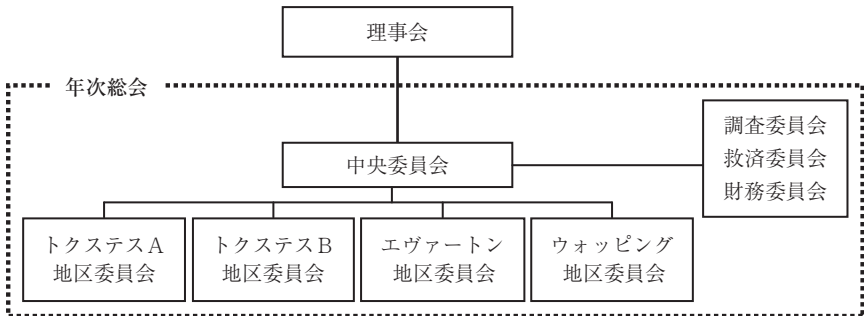 理事会
年次総会
調査委員会
救済委員会
財務委員会
中央委員会
トクステスA
地区委員会
トクステスB
地区委員会
エヴァートン
地区委員会
ウォッピング
地区委員会